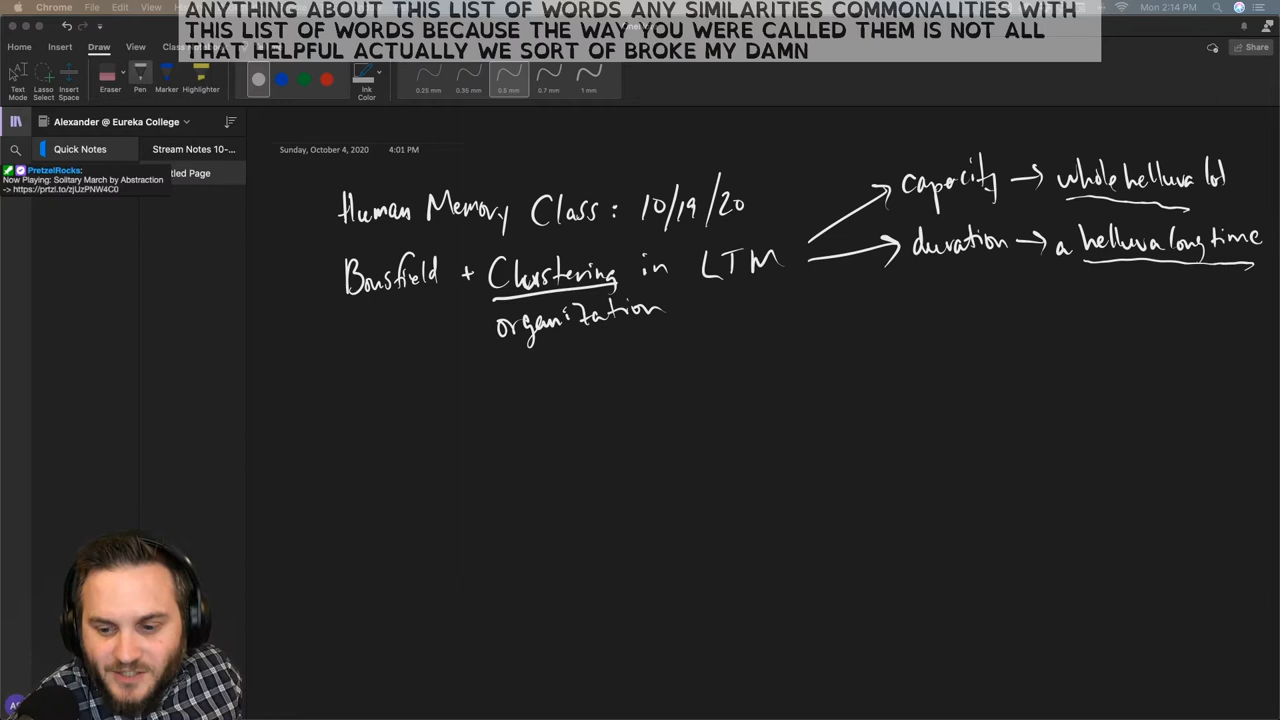 ANYTHING ABOUT THIS LIST OF WORDS ANY SIMILARITIES COMMONALITIES WITH
THIS LIST OF WORDS BECAUSE THE WAY YOU WERE CALLED THEM IS NOT ALL
THAT HELPFUL ACTUALLY WE SORT OF BROKE MY DAMN
Chrome File Edit View Mon 2:14 PM
Home Insert Draw View Share
Text Mode Lasso Select Insert Space Eraser Pen Marker Highlighter Ink Color 0.25 mm 0.35 mm 0.5 mm 0.7 mm 1 mm
Alexander @ Eureka College
Quick Notes Stream Notes 10-...
PretzelRocks:
Now Playing: Solitary March by Abstraction
-> https://prtzl.to/zjUzPNW4C0
Sunday, October 4, 2020 4:01 PM
Human Memory Class: 10/19/20
Bousfield + Clustering in LTM
organization
capacity → whole helluva lot
duration → a helluva long time